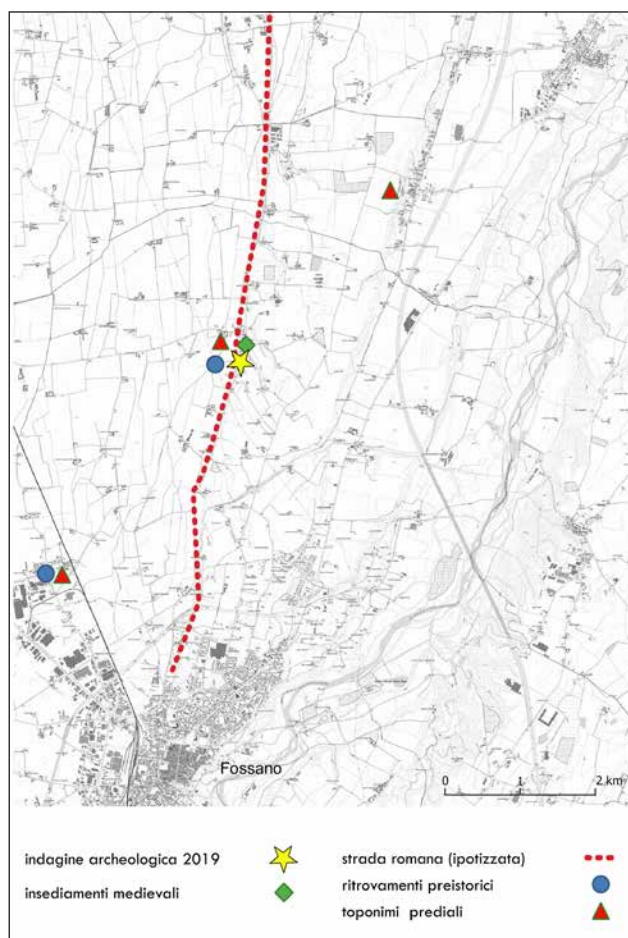 Fossano
0 1 2 km
indagine archeologica 2019
strada romana (ipotizzata)
insediamenti medievali
ritrovamenti preistorici
toponimi prediali